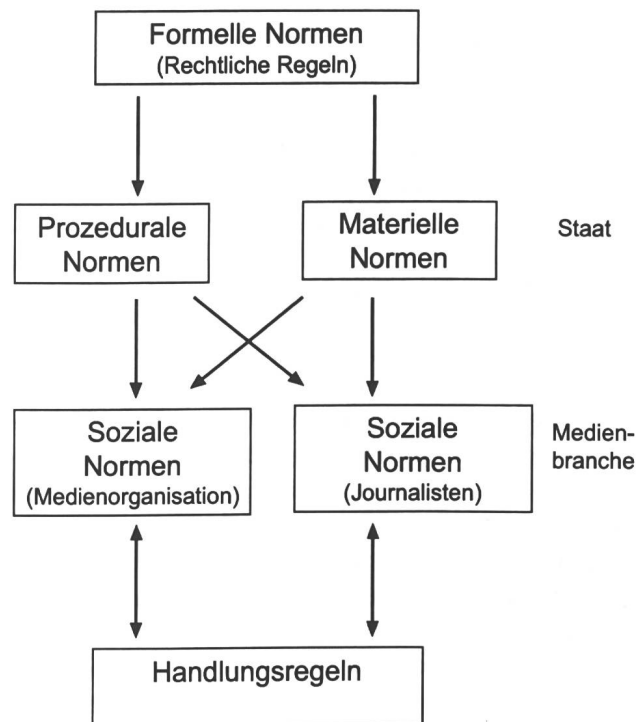 Formelle Normen
(Rechtliche Regeln)
Prozedurale
Normen
Materielle
Normen
Staat
Soziale
Normen
(Medienorganisation)
Soziale
Normen
(Journalisten)
Medien-
branche
Handlungsregeln